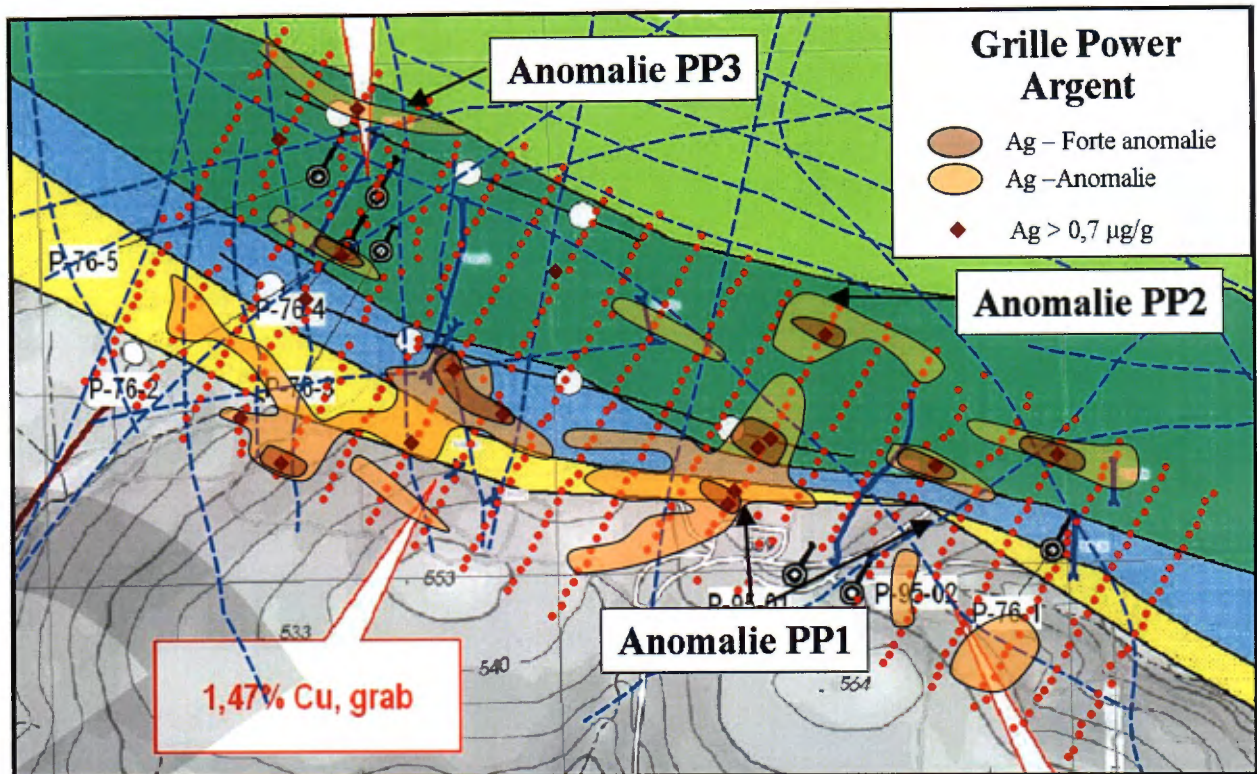 Grille Power
Argent
Ag – Forte anomalie
Ag –Anomalie
Ag > 0,7 µg/g
Anomalie PP3
P-76-5
P-76-4
Anomalie PP2
P-76-2
P-76-3
553
P-95-01
P-95-02
P-76-1
533
540
Anomalie PP1
564
1,47% Cu, grab